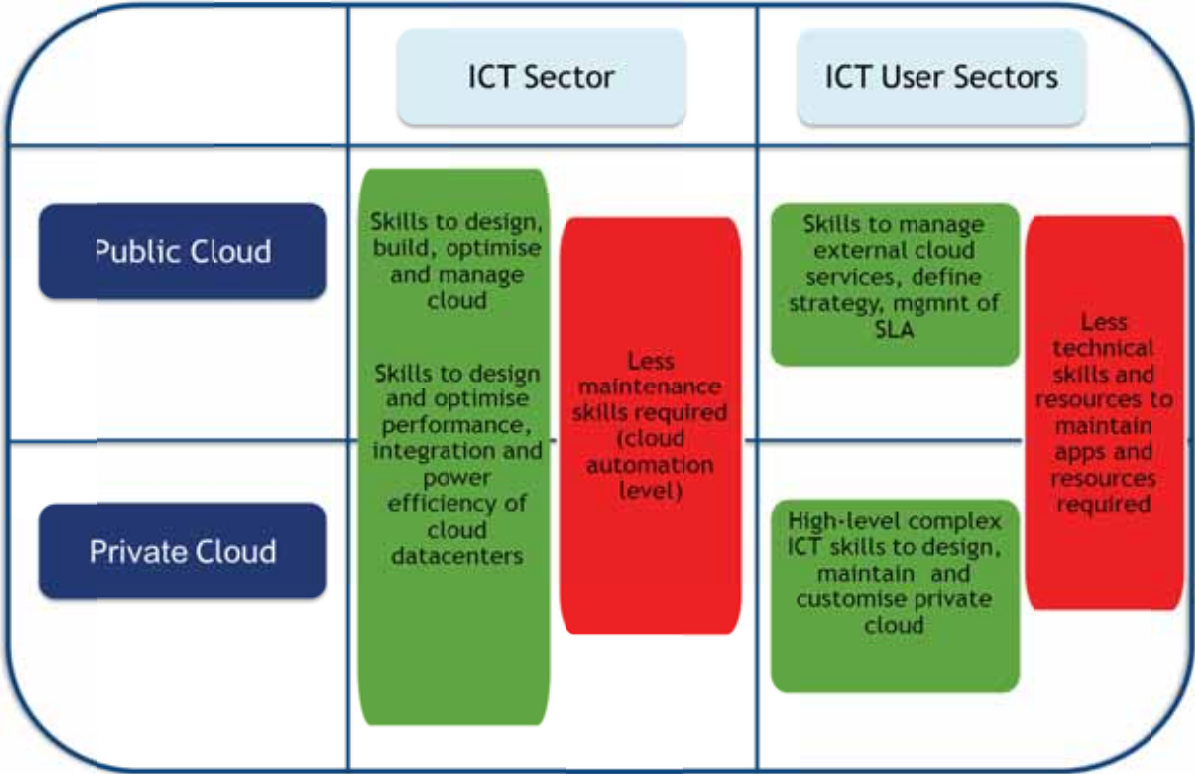 ICT Sector
ICT User Sectors
Public Cloud
Skills to design,
build, optimise
and manage
cloud
Skills to design
and optimise
performance,
integration and
power
efficiency of
cloud
datacenters
Less
maintenance
skills required
(cloud
automation
level)
Skills to manage
external cloud
services, define
strategy, mgmnt of
SLA
Less
technical
skills and
resources to
maintain
apps and
resources
required
Private Cloud
High-level complex
ICT skills to design,
maintain and
customise private
cloud